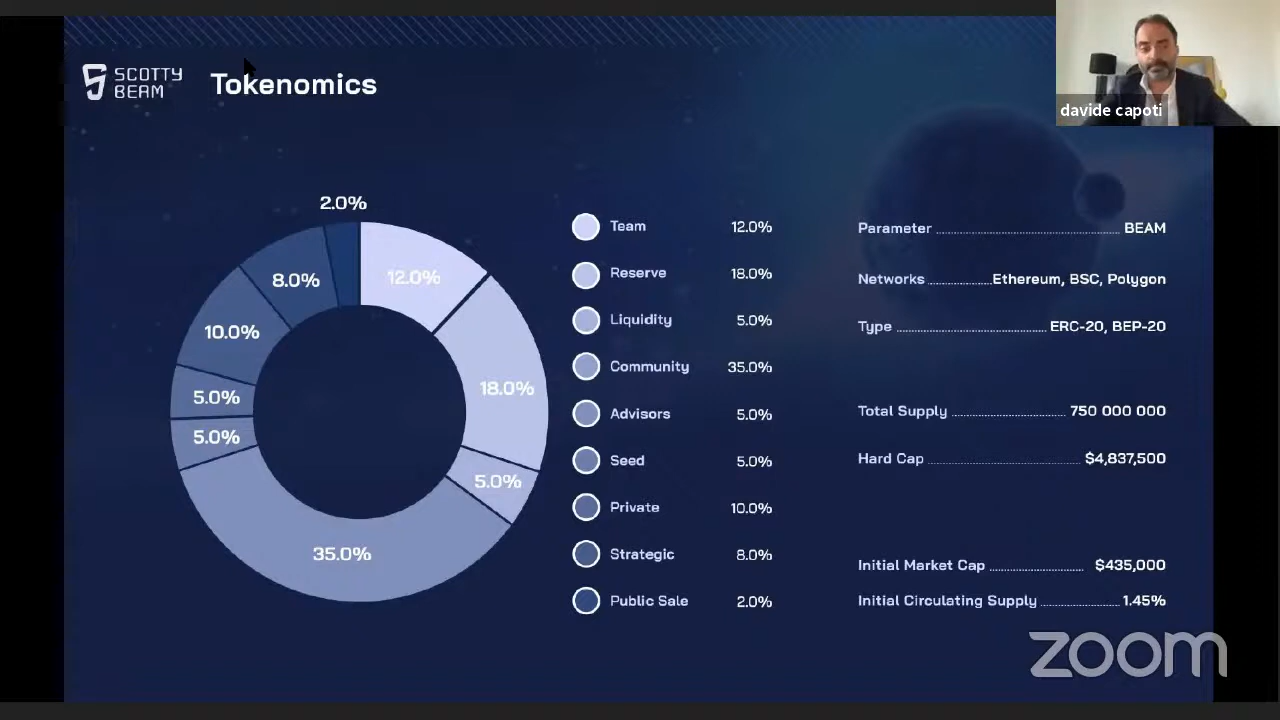 davide capoti
SCOTTY
BEAM
Tokenomics
2.0%
12.0%
18.0%
5.0%
35.0%
5.0%
5.0%
10.0%
8.0%
Team 12.0%
Reserve 18.0%
Liquidity 5.0%
Community 35.0%
Advisors 5.0%
Seed 5.0%
Private 10.0%
Strategic 8.0%
Public Sale 2.0%
Parameter BEAM
Networks Ethereum, BSC, Polygon
Type ERC-20, BEP-20
Total Supply 750 000 000
Hard Cap $4,837,500
Initial Market Cap $435,000
Initial Circulating Supply 1.45%
zoom